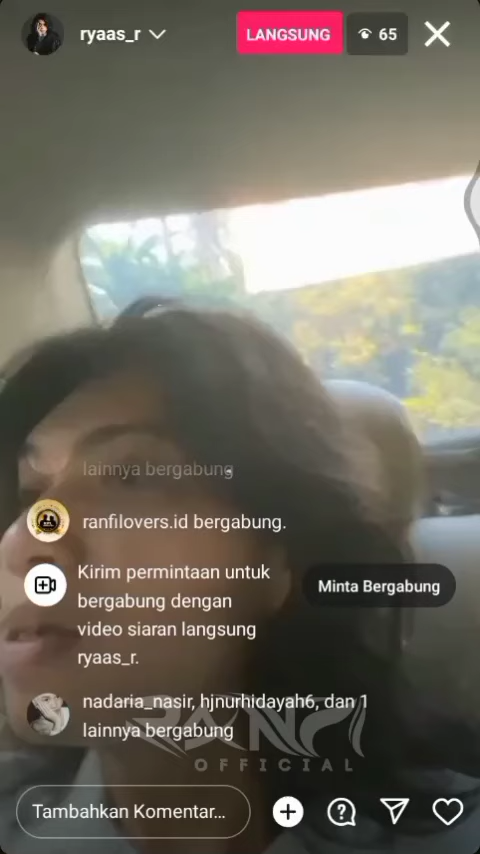 ryaas_r
LANGSUNG
65
lainnya bergabung
ranfilovers.id bergabung.
Kirim permintaan untuk
bergabung dengan
video siaran langsung
ryaas_r.
Minta Bergabung
nadaria_nasir, hjnurhidayah6, dan 1
lainnya bergabung
RANFI
OFFICIAL
Tambahkan Komentar...